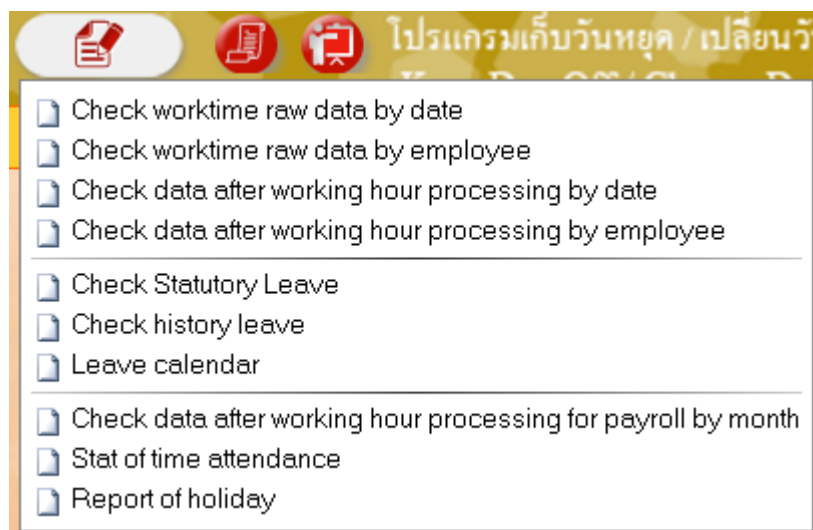 โปรแกรมเก็บวันหยุด / เปลี่ยนวั
Check worktime raw data by date
Check worktime raw data by employee
Check data after working hour processing by date
Check data after working hour processing by employee
Check Statutory Leave
Check history leave
Leave calendar
Check data after working hour processing for payroll by month
Stat of time attendance
Report of holiday